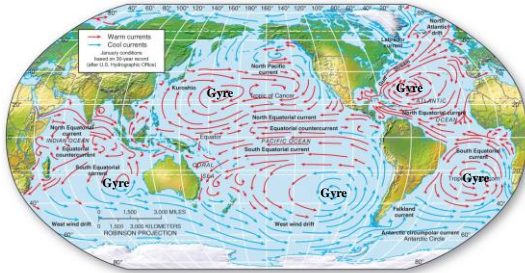 Warm currents
Cool currents
January conditions
based on 30-year record
(after U.S. Hydrographic Office)
North
Atlantic
drift
Labrador
current
North Pacific
current
Kuroshio
Gyre
Gyre
Tropic of Cancer
ATLANTIC
OCEAN
North Equatorial current
North Equatorial
current
INDIAN OCEAN
Equatorial
countercurrent
North Equatorial current
Equatorial countercurrent
Equator
PACIFIC OCEAN
South Equatorial current
South Equatorial
current
South Equatorial
current
CORAL
SEA
Gyre
Gyre
Gyre
West wind drift
West wind drift
Falkland
current
Antarctic circumpolar current
Antarctic Circle
0 1,500 3,000 MILES
0 1,500 3,000 KILOMETERS
ROBINSON PROJECTION